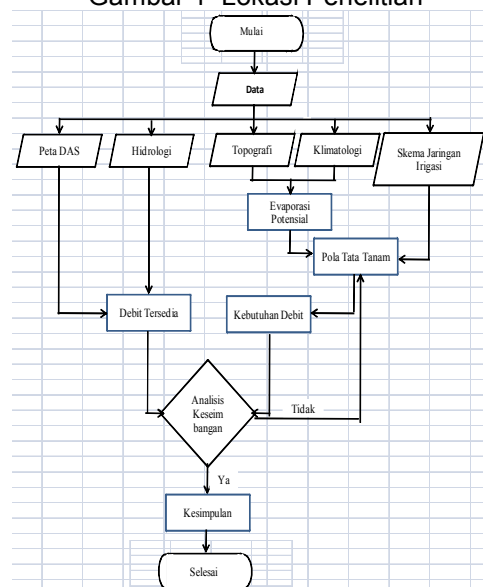 Gambar 1 Lokasi Penelitian
Mulai
Data
Peta DAS
Hidrologi
Topografi
Klimatologi
Skema Jaringan
Irigasi
Evaporasi
Potensial
Pola Tata Tanam
Debit Tersedia
Kebutuhan Debit
Analisis
Keseim
bangan
Tidak
Ya
Kesimpulan
Selesai